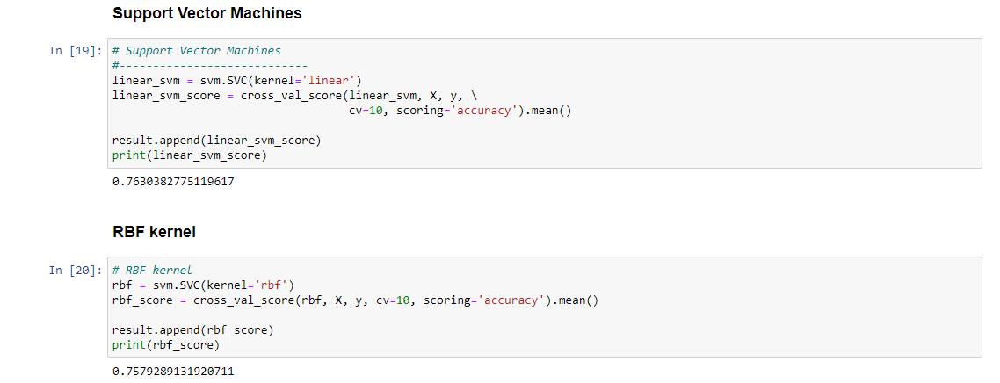 Support Vector Machines
In [19]: # Support Vector Machines
#----------------------------
linear_svm = svm.SVC(kernel='linear')
linear_svm_score = cross_val_score(linear_svm, X, y, \
                                   cv=10, scoring='accuracy').mean()
result.append(linear_svm_score)
print(linear_svm_score)
0.7630382775119617
RBF kernel
In [20]: # RBF kernel
rbf = svm.SVC(kernel='rbf')
rbf_score = cross_val_score(rbf, X, y, cv=10, scoring='accuracy').mean()
result.append(rbf_score)
print(rbf_score)
0.7579289131920711